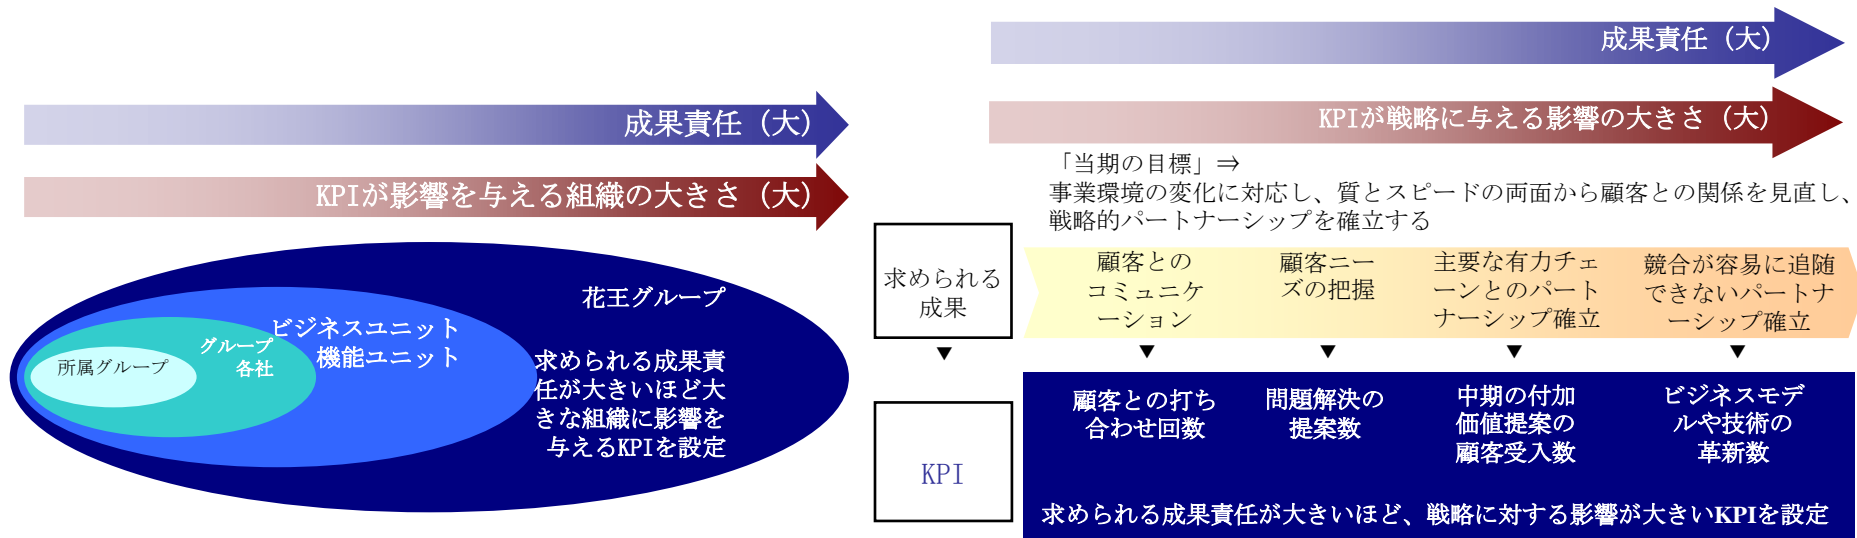 成果責任（大）
KPIが影響を与える組織の大きさ（大）
花王グループ
ビジネスユニット
機能ユニット
グループ
各社
所属グループ
求められる成果責
任が大きいほど大
きな組織に影響を
与えるKPIを設定
成果責任（大）
KPIが戦略に与える影響の大きさ（大）
「当期の目標」⇒
事業環境の変化に対応し、質とスピードの両面から顧客との関係を見直し、
戦略的パートナーシップを確立する
求められる
成果
顧客との
コミュニケ
ーション
顧客ニー
ズの把握
主要な有力チェ
ーンとのパート
ナーシップ確立
競合が容易に追随
できないパートナ
ーシップ確立
▼
▼
▼
▼
▼
KPI
顧客との打ち
合わせ回数
問題解決の
提案数
中期の付加
価値提案の
顧客受入数
ビジネスモデ
ルや技術の
革新数
求められる成果責任が大きいほど、戦略に対する影響が大きいKPIを設定